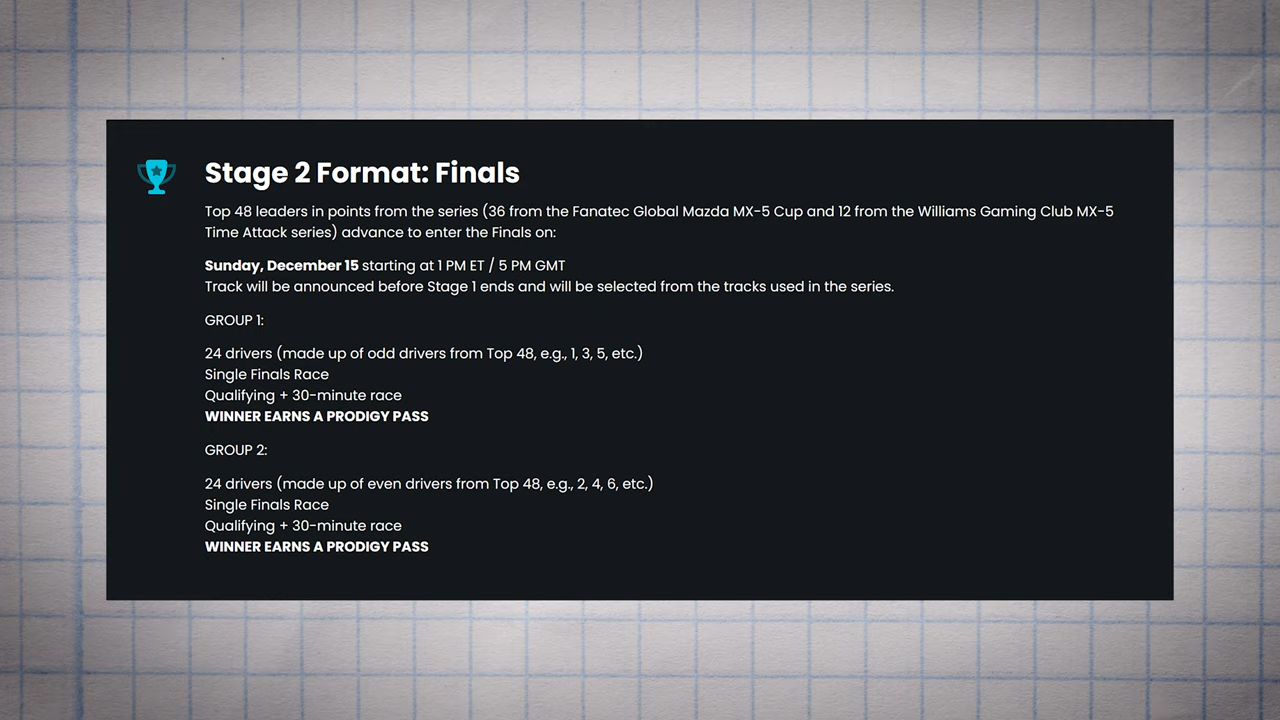 Stage 2 Format: Finals
Top 48 leaders in points from the series (36 from the Fanatec Global Mazda MX-5 Cup and 12 from the Williams Gaming Club MX-5
Time Attack series) advance to enter the Finals on:
Sunday, December 15 starting at 1 PM ET / 5 PM GMT
Track will be announced before Stage 1 ends and will be selected from the tracks used in the series.
GROUP 1:
24 drivers (made up of odd drivers from Top 48, e.g., 1, 3, 5, etc.)
Single Finals Race
Qualifying + 30-minute race
WINNER EARNS A PRODIGY PASS
GROUP 2:
24 drivers (made up of even drivers from Top 48, e.g., 2, 4, 6, etc.)
Single Finals Race
Qualifying + 30-minute race
WINNER EARNS A PRODIGY PASS